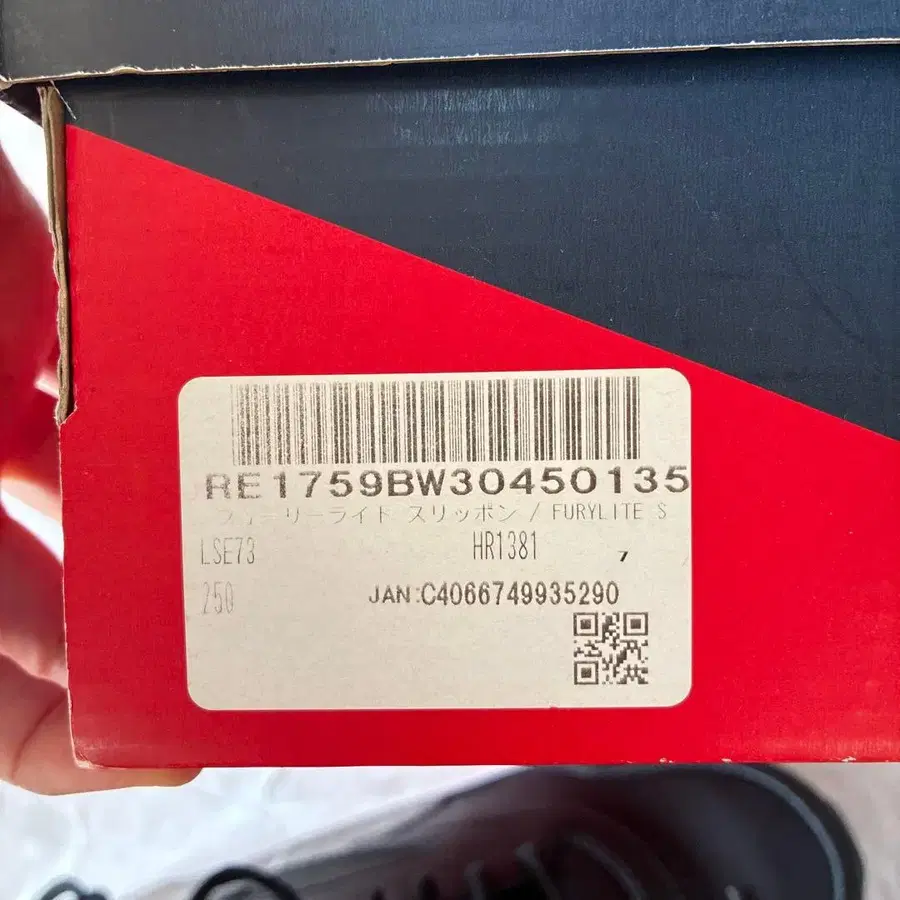 RE1759BW30450135
フューリーライト スリッポン / FURYLITE S
LSE73 HR1381 7
250 JAN:C4066749935290